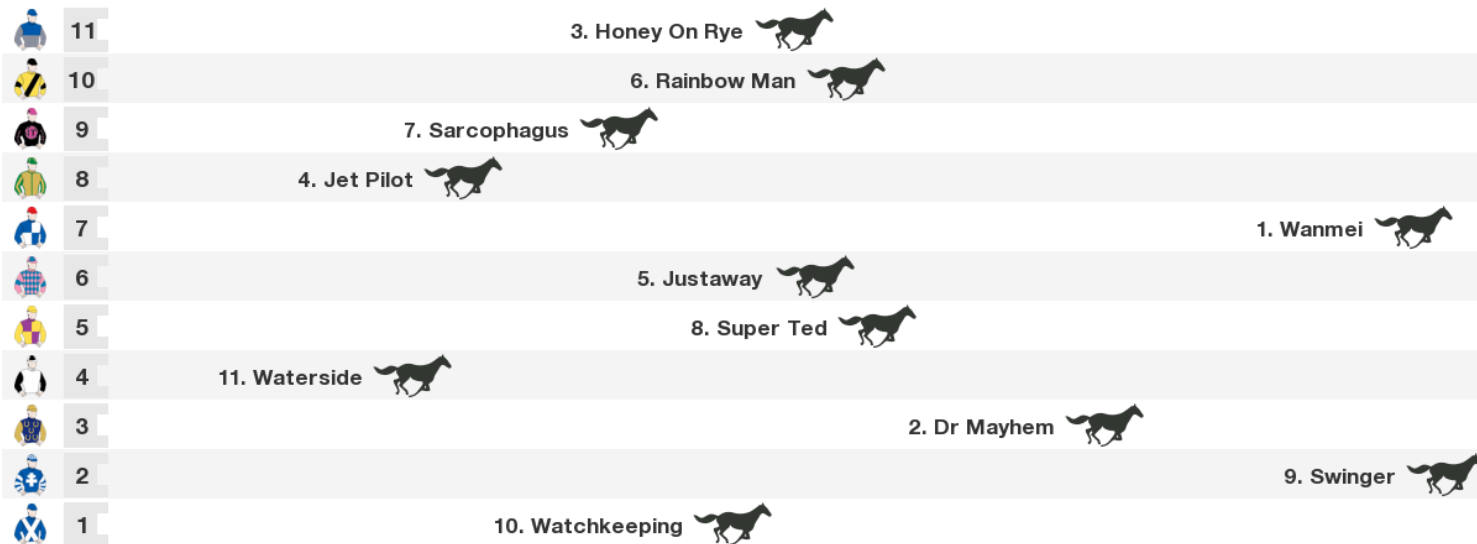 11 3. Honey On Rye
10 6. Rainbow Man
9 7. Sarcophagus
8 4. Jet Pilot
7 1. Wanmei
6 5. Justaway
5 8. Super Ted
4 11. Waterside
3 2. Dr Mayhem
2 9. Swinger
1 10. Watchkeeping